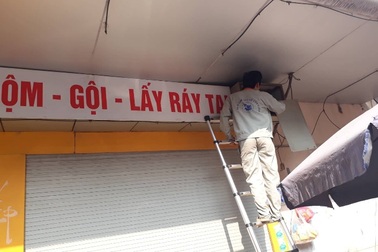 ỘM - GỘI - LẤY RÁY TA